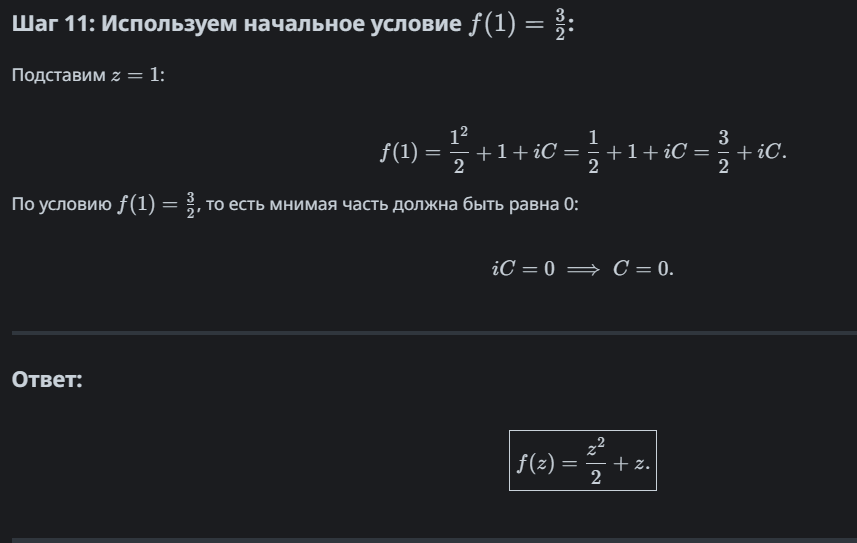 Шаг 11: Используем начальное условие $f(1) = \frac{3}{2}$:
Подставим $z = 1$:
$f(1) = \frac{1^2}{2} + 1 + iC = \frac{1}{2} + 1 + iC = \frac{3}{2} + iC.$
По условию $f(1) = \frac{3}{2}$, то есть мнимая часть должна быть равна 0:
$iC = 0 \implies C = 0.$
Ответ:
$f(z) = \frac{z^2}{2} + z.$